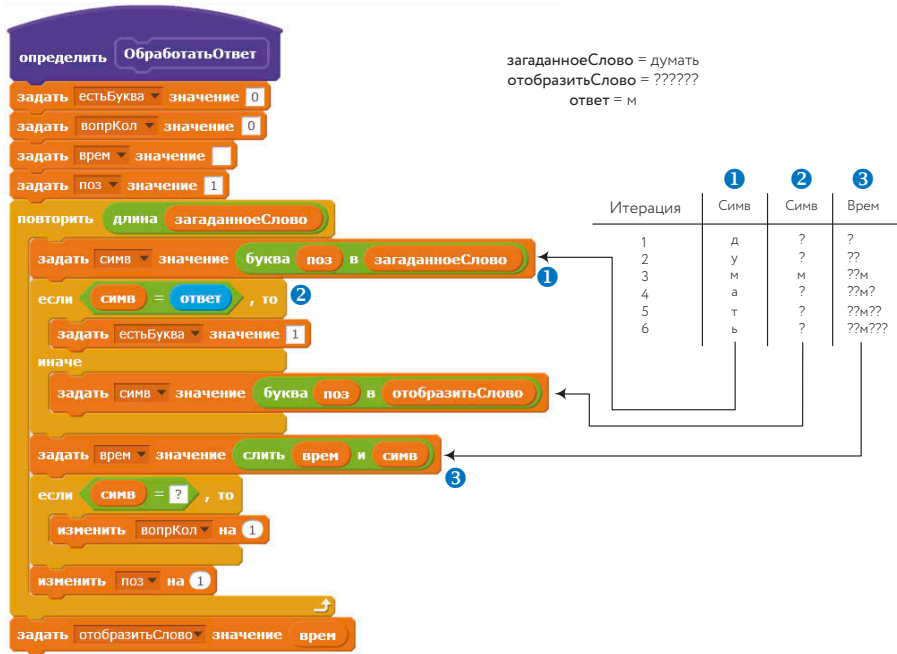 определить ОбработатьОтвет
задать естьБуква значение 0
задать вопрКол значение 0
задать врем значение
задать поз значение 1
повторить длина загаданноеСлово
задать симв значение буква поз в загаданноеСлово
1
если симв = ответ , то 2
задать естьБуква значение 1
иначе
задать симв значение буква поз в отобразитьСлово
задать врем значение слить врем и симв
3
если симв = ? , то
изменить вопрКол на 1
изменить поз на 1
задать отобразитьСлово значение врем
загаданноеСлово = думать
отобразитьСлово = ??????
ответ = м
1 2 3
Итерация Симв Симв Врем
1 д ? ?
2 у ? ??
3 м м ??м
4 а ? ??м?
5 т ? ??м??
6 ь ? ??м???